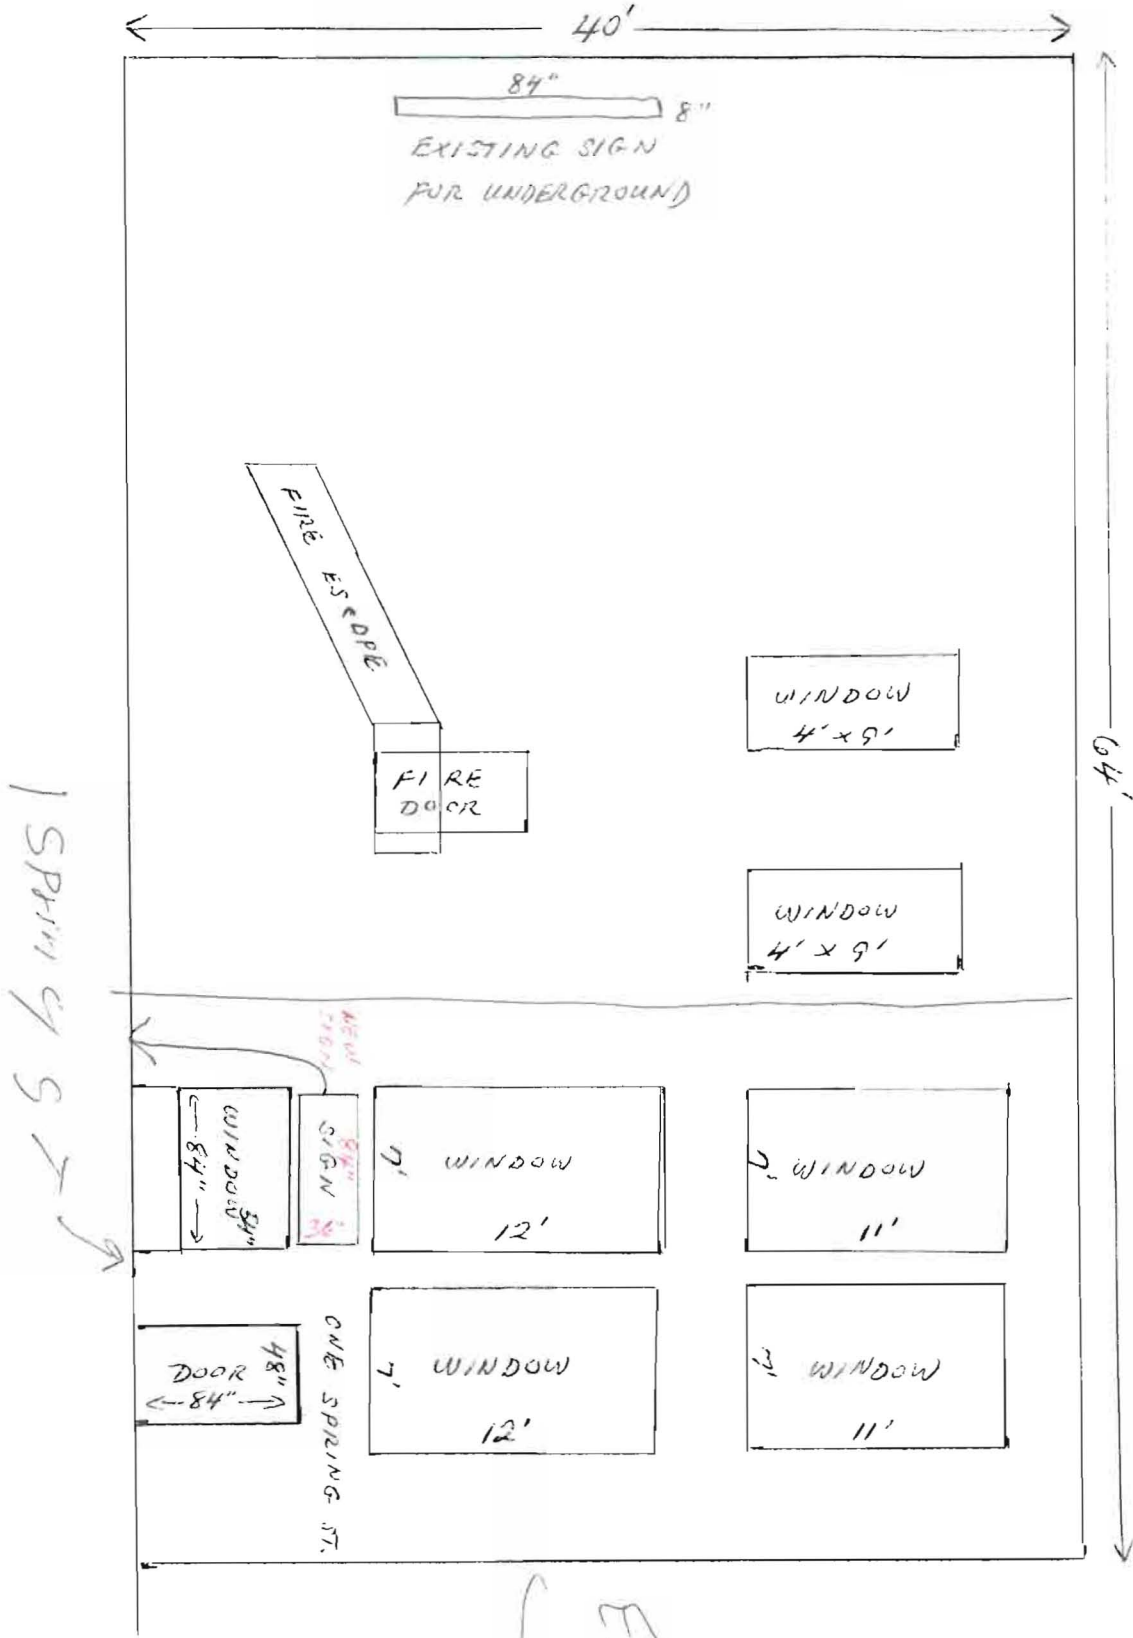 40'
84"
8"
EXISTING SIGN
FOR UNDERGROUND
FIRE ESCAPE
WINDOW
4' x 9'
64'
FIRE
DOOR
WINDOW
4' x 9'
1 Spring ST
NEW
SIGN
WINDOW
84"
34"
SIGN
84"
36"
7'
WINDOW
12'
7'
WINDOW
11'
DOOR
84"
48"
ONE SPRING ST.
7'
WINDOW
12'
7'
WINDOW
11'